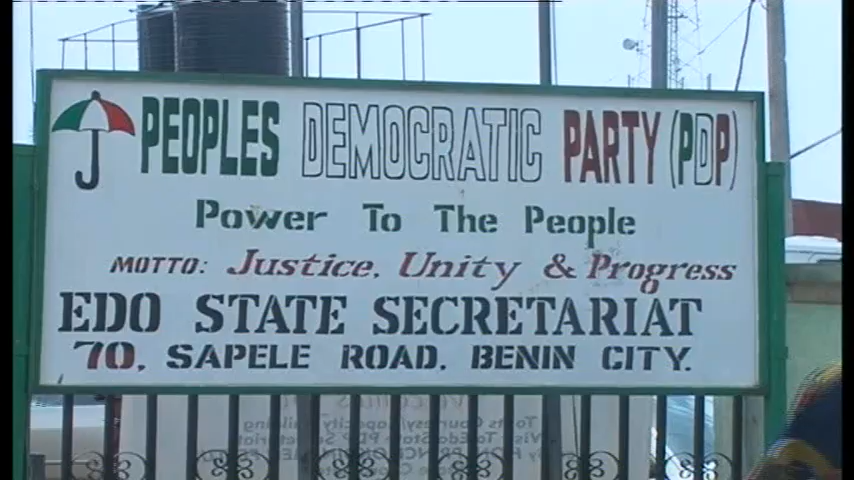 PEOPLES DEMOCRATIC PARTY (PDP)
Power To The People
MOTTO: Justice, Unity & Progress
EDO STATE SECRETARIAT
70, SAPELE ROAD, BENIN CITY.